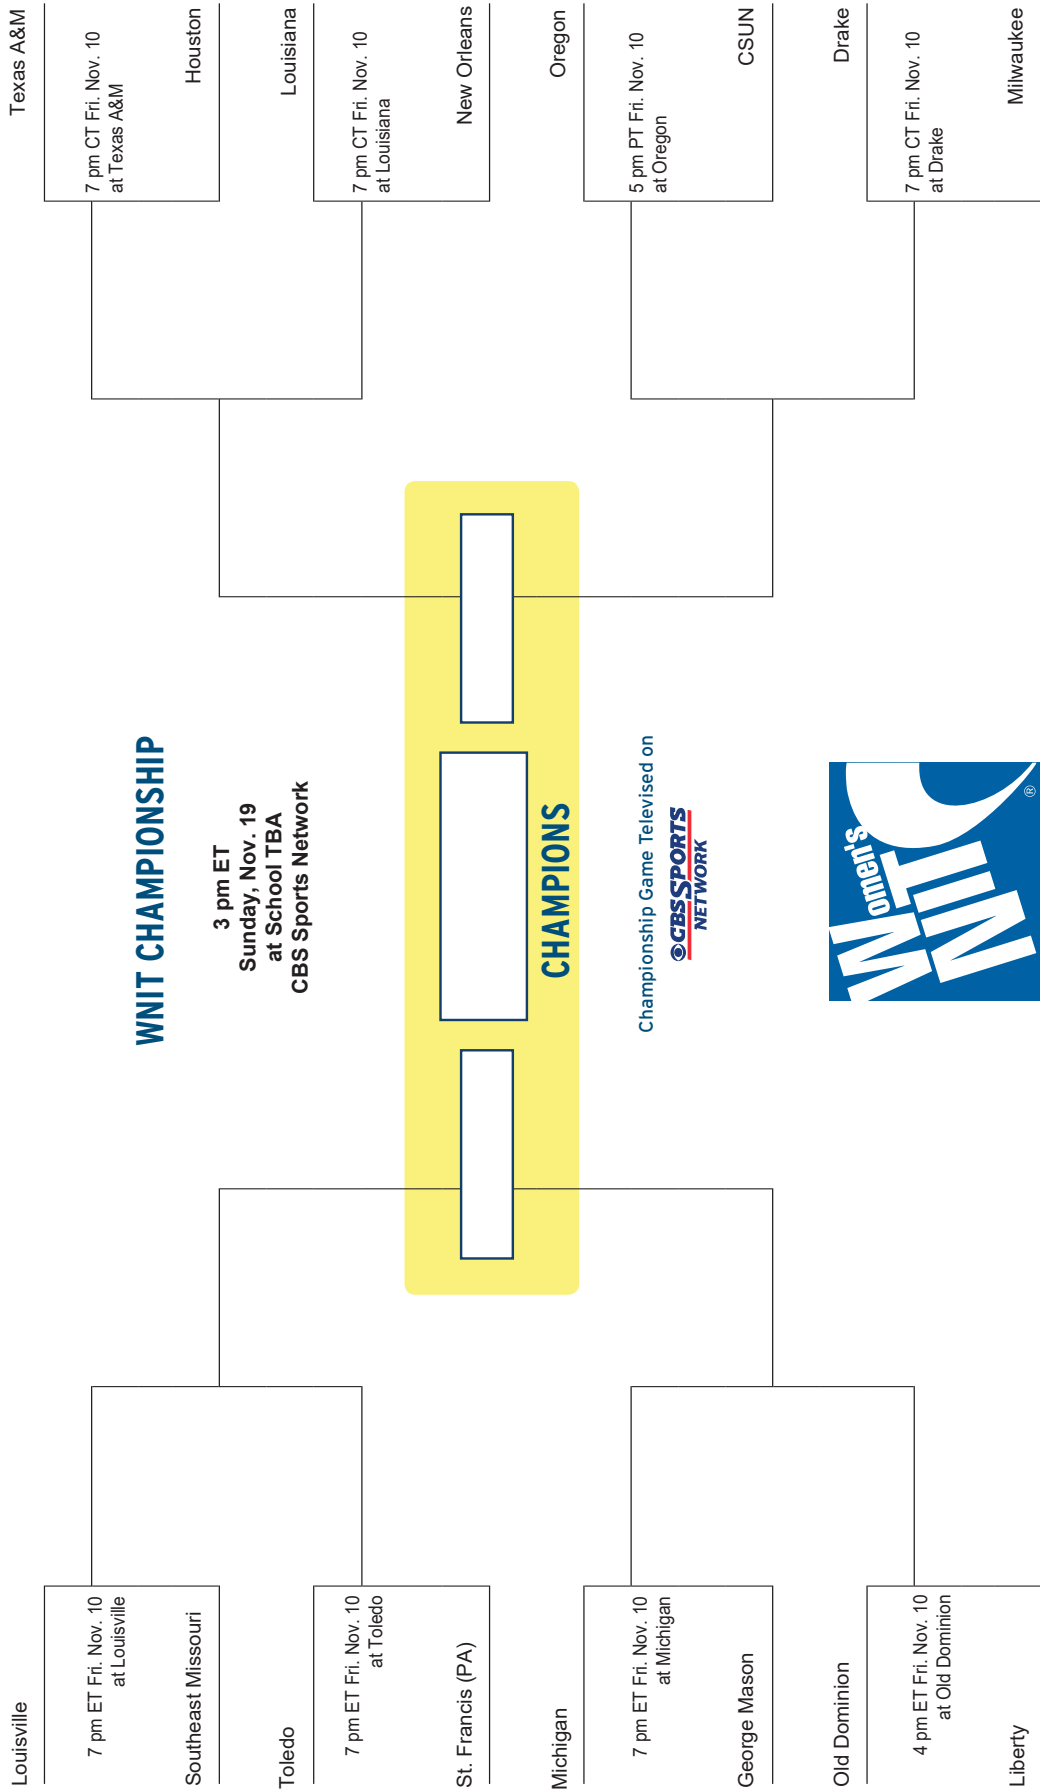 Louisville
7 pm ET Fri. Nov. 10
at Louisville
Southeast Missouri
Toledo
7 pm ET Fri. Nov. 10
at Toledo
St. Francis (PA)
Michigan
7 pm ET Fri. Nov. 10
at Michigan
George Mason
Old Dominion
4 pm ET Fri. Nov. 10
at Old Dominion
Liberty
WNIT CHAMPIONSHIP
3 pm ET
Sunday, Nov. 19
at School TBA
CBS Sports Network
CHAMPIONS
Championship Game Televised on
CBS SPORTS
NETWORK
Women's
NIT
®
Texas A&M
7 pm CT Fri. Nov. 10
at Texas A&M
Houston
Louisiana
7 pm CT Fri. Nov. 10
at Louisiana
New Orleans
Oregon
5 pm PT Fri. Nov. 10
at Oregon
CSUN
Drake
7 pm CT Fri. Nov. 10
at Drake
Milwaukee